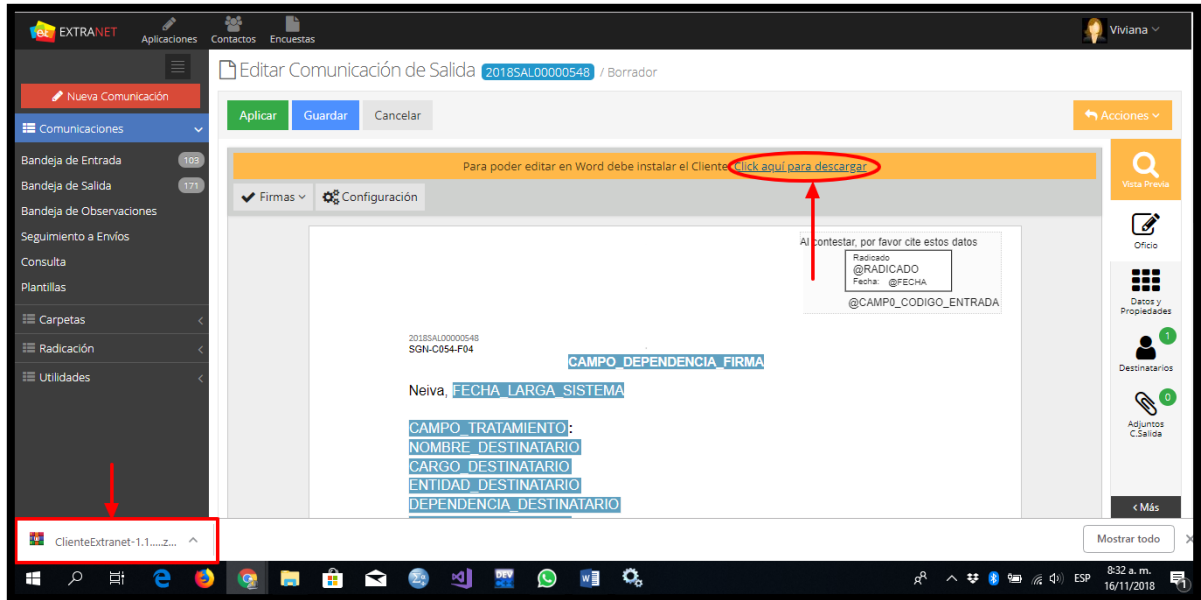 EXTRANET
Aplicaciones
Contactos
Encuestas
Viviana
Nueva Comunicación
Comunicaciones
Bandeja de Entrada 103
Bandeja de Salida 171
Bandeja de Observaciones
Seguimiento a Envíos
Consulta
Plantillas
Carpetas
Radicación
Utilidades
Editar Comunicación de Salida 2018SAL00000548 / Borrador
Aplicar Guardar Cancelar
Acciones
Para poder editar en Word debe instalar el Cliente. Click aquí para descargar
Firmas Configuración
Al contestar, por favor cite estos datos
Radicado
@RADICADO
Fecha: @FECHA
@CAMP0_CODIGO_ENTRADA
2018SAL00000548
SGN-C054-F04
CAMPO_DEPENDENCIA_FIRMA
Neiva, FECHA_LARGA_SISTEMA
CAMPO_TRATAMIENTO:
NOMBRE_DESTINATARIO
CARGO_DESTINATARIO
ENTIDAD_DESTINATARIO
DEPENDENCIA_DESTINATARIO
Vista Previa
Oficio
Datos y
Propiedades
1
Destinatarios
0
Adjuntos
C.Salida
< Más
ClienteExtranet-1.1.....z...
Mostrar todo
DEV
ESP
8:32 a. m.
16/11/2018
1